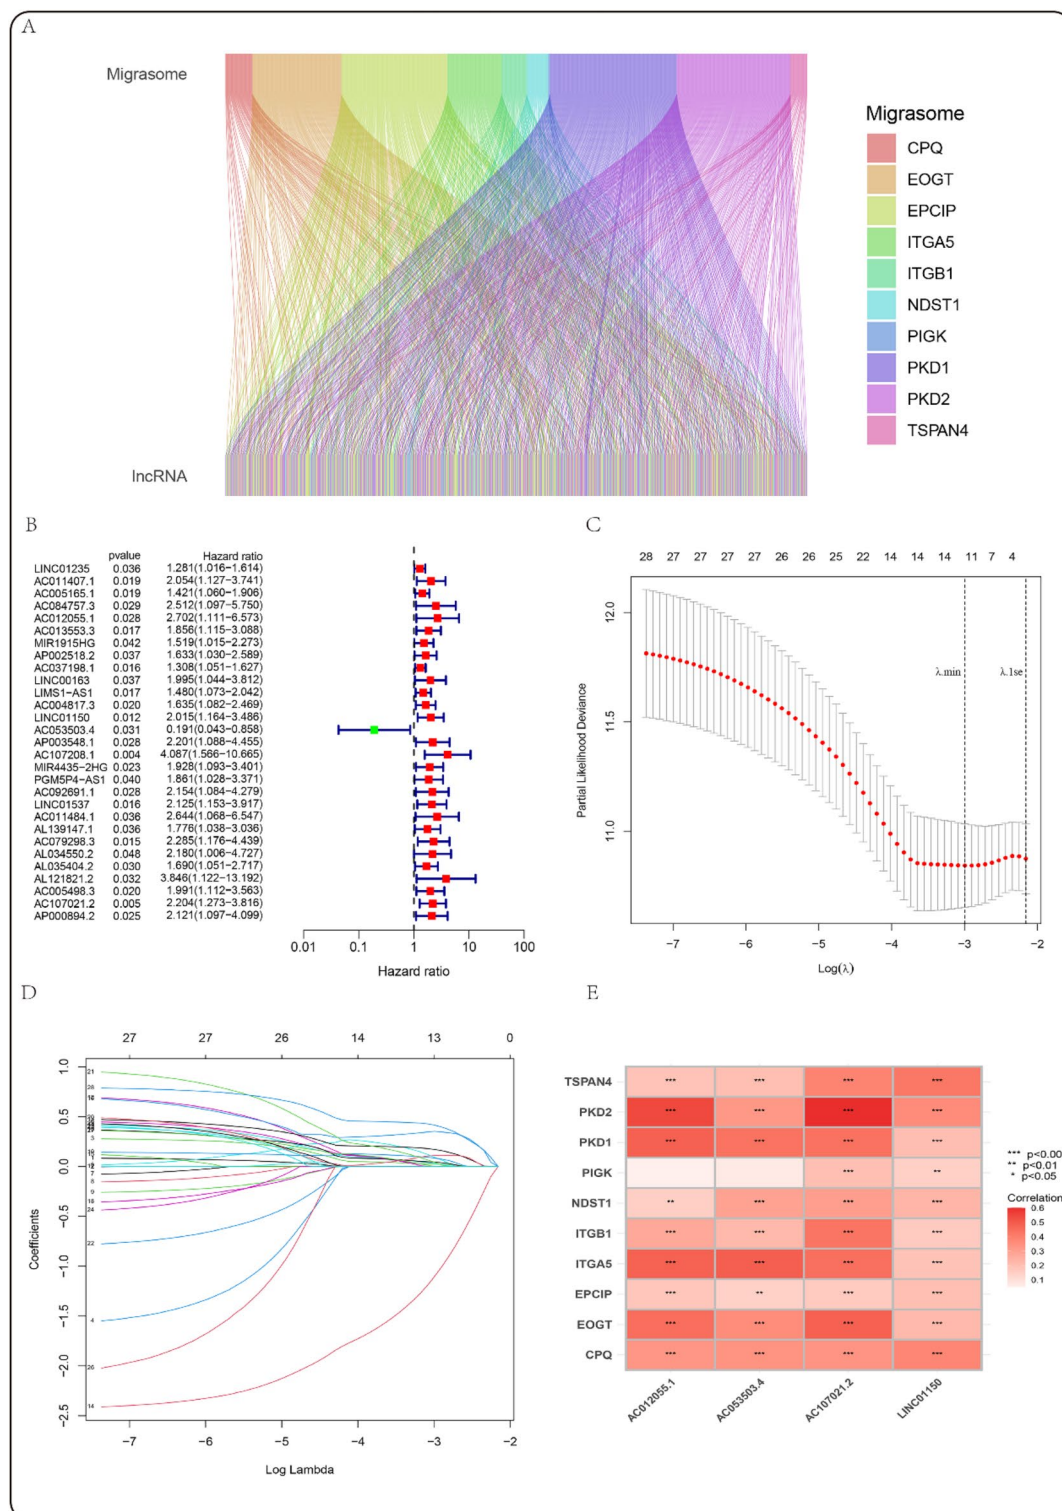 A
Migrasome
lncRNA
Migrasome
CPQ
EOGT
EPCIP
ITGA5
ITGB1
NDST1
PIGK
PKD1
PKD2
TSPAN4
B
pvalue Hazard ratio
LINC01235 0.036 1.281(1.016−1.614)
AC011407.1 0.019 2.054(1.127−3.741)
AC005165.1 0.019 1.421(1.060−1.906)
AC084757.3 0.029 2.512(1.097−5.750)
AC012055.1 0.028 2.702(1.111−6.573)
AC013553.3 0.017 1.856(1.115−3.088)
MIR1915HG 0.042 1.519(1.015−2.273)
AP002518.2 0.037 1.633(1.030−2.589)
AC037198.1 0.016 1.308(1.051−1.627)
LINC00163 0.037 1.995(1.044−3.812)
LIMS1−AS1 0.017 1.480(1.073−2.042)
AC004817.3 0.020 1.635(1.082−2.469)
LINC01150 0.012 2.015(1.164−3.486)
AC053503.4 0.031 0.191(0.043−0.858)
AP003548.1 0.028 2.201(1.088−4.455)
AC107208.1 0.004 4.087(1.566−10.665)
MIR4435−2HG 0.023 1.928(1.093−3.401)
PGM5P4−AS1 0.040 1.861(1.028−3.371)
AC092691.1 0.028 2.154(1.084−4.279)
LINC01537 0.016 2.125(1.153−3.917)
AC011484.1 0.036 2.644(1.068−6.547)
AL139147.1 0.036 1.776(1.038−3.036)
AC079298.3 0.015 2.285(1.176−4.439)
AL034550.2 0.048 2.180(1.006−4.727)
AL035404.2 0.030 1.690(1.051−2.717)
AL121821.2 0.032 3.846(1.122−13.192)
AC005498.3 0.020 1.991(1.112−3.563)
AC107021.2 0.005 2.204(1.273−3.816)
AP000894.2 0.025 2.121(1.097−4.099)
0.01 0.1 1 10 100
Hazard ratio
C
28 27 27 27 27 26 26 25 22 14 14 14 11 7 4
12.0
11.5
11.0
Partial Likelihood Deviance
λ.min
λ.1se
−7 −6 −5 −4 −3 −2
Log(λ)
D
27 27 26 14 13 0
1.0
0.5
0.0
−0.5
−1.0
−1.5
−2.0
−2.5
Coefficients
21
28
3
7
8
9
24
22
4
26
14
−7 −6 −5 −4 −3 −2
Log Lambda
E
TSPAN4 *** *** *** ***
PKD2 *** *** *** ***
PKD1 *** *** *** ***
PIGK *** **
NDST1 ** *** *** ***
ITGB1 *** *** *** ***
ITGA5 *** *** *** ***
EPCIP *** ** *** ***
EOGT *** *** *** ***
CPQ *** *** *** ***
AC012055.1
AC053503.4
AC107021.2
LINC01150
*** p<0.00
** p<0.01
* p<0.05
Correlation
0.6
0.5
0.4
0.3
0.2
0.1